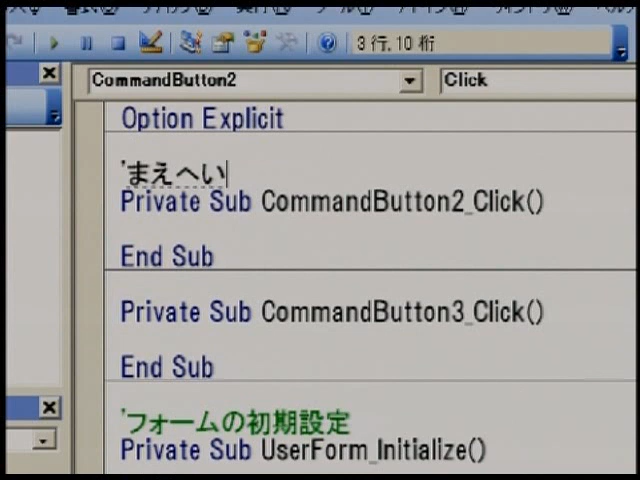 3 行, 10 桁
CommandButton2
Click
Option Explicit
'まえへい
Private Sub CommandButton2_Click()
End Sub
Private Sub CommandButton3_Click()
End Sub
'フォームの初期設定
Private Sub UserForm_Initialize()